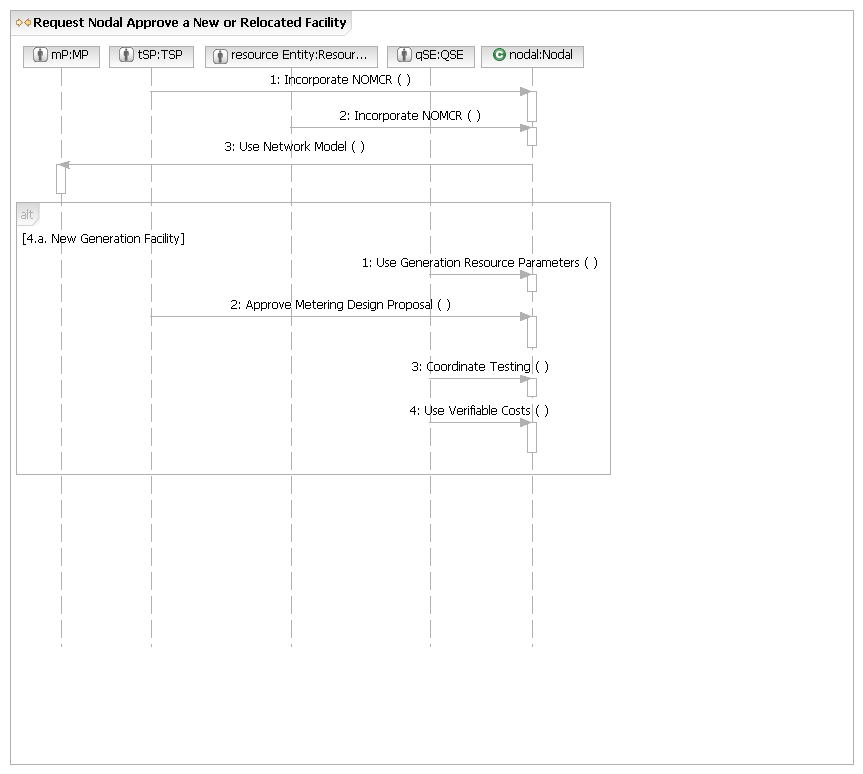 Request Nodal Approve a New or Relocated Facility
mP:MP
tSP:TSP
resource Entity:Resour...
qSE:QSE
C nodal:Nodal
1: Incorporate NOMCR ( )
2: Incorporate NOMCR ( )
3: Use Network Model ( )
alt
[4.a. New Generation Facility]
1: Use Generation Resource Parameters ( )
2: Approve Metering Design Proposal ( )
3: Coordinate Testing ( )
4: Use Verifiable Costs ( )